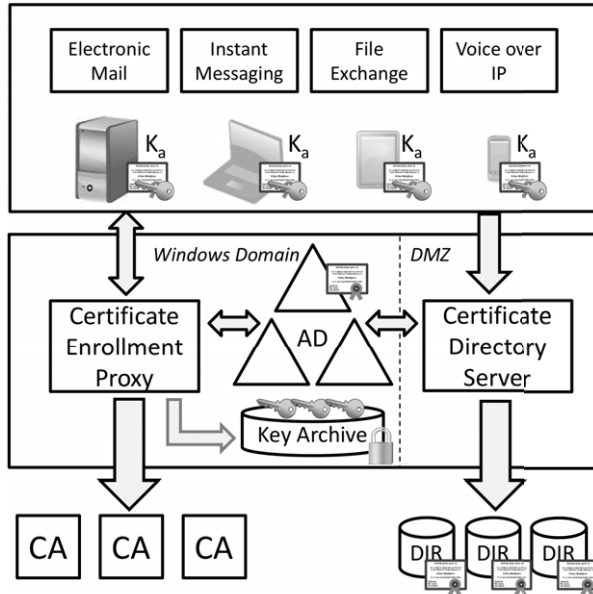 Electronic
Mail
Instant
Messaging
File
Exchange
Voice over
IP
Ka
Ka
Ka
Ka
Windows Domain
DMZ
Certificate
Enrollment
Proxy
AD
Certificate
Directory
Server
Key Archive
CA
CA
CA
DIR
DIR
DIR